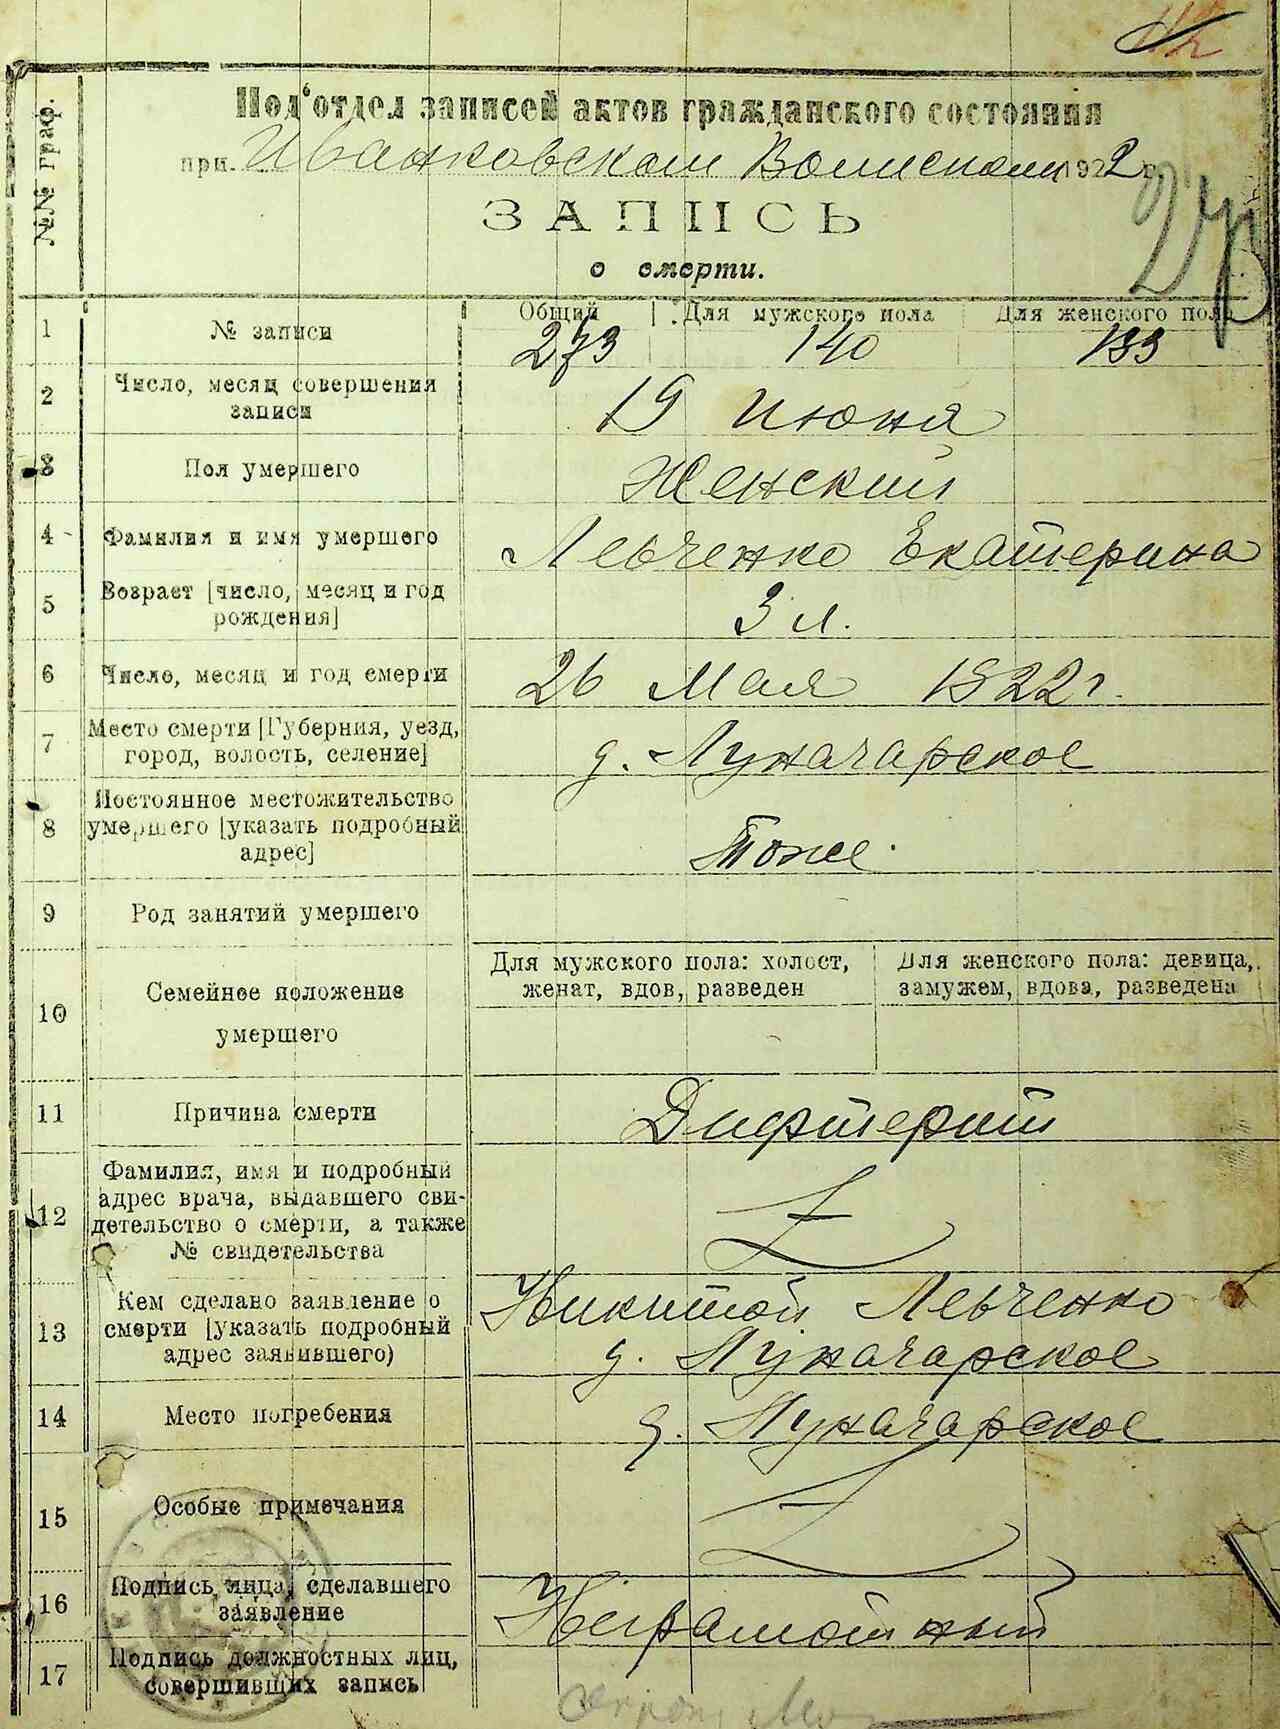 №№ граф.
Под'отдел записей актов гражданского состояния
при Иванковском Волисполком 1922 г.
ЗАПИСЬ
о смерти.
Общий Для мужского пола Для женского пола
1 № записи 273 140 133
2 Число, месяц совершения
записи 19 Июня
3 Пол умершего Женский
4 Фамилия и имя умершего Левченко Екатерина
5 Возраст [число, месяц и год
рождения] 3 л.
6 Число, месяц и год смерти 26 Мая 1922 г.
7 Место смерти [Губерния, уезд,
город, волость, селение] д. Луначарское
8 Постоянное местожительство
умершего [указать подробный
адрес] Тоже.
9 Род занятий умершего
10 Семейное положение
умершего
Для мужского пола: холост,
женат, вдов, разведен
Для женского пола: девица,
замужем, вдова, разведена
11 Причина смерти Дифтерит
12 Фамилия, имя и подробный
адрес врача, выдавшего сви-
детельство о смерти, а также
№ свидетельства
13 Кем сделано заявление о
смерти [указать подробный
адрес заявившего)
Никитой Левченко
д. Луначарское
14 Место погребения д. Луначарское
15 Особые примечания
16 Подпись лица, сделавшего
заявление Неграмотный
17 Подпись должностных лиц,
совершивших запись